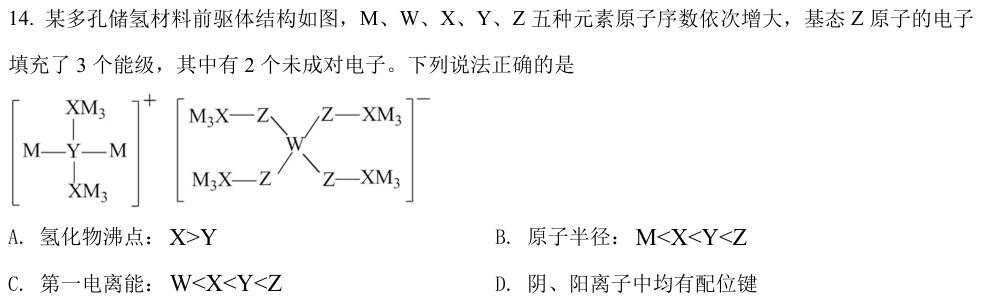 14. 某多孔储氢材料前驱体结构如图，M、W、X、Y、Z 五种元素原子序数依次增大，基态 Z 原子的电子
填充了 3 个能级，其中有 2 个未成对电子。下列说法正确的是
XM₃
M—Y—M
XM₃
+
M₃X—Z Z—XM₃
W
M₃X—Z Z—XM₃
−
A. 氢化物沸点：X>Y B. 原子半径：M<X<Y<Z
C. 第一电离能：W<X<Y<Z D. 阴、阳离子中均有配位键